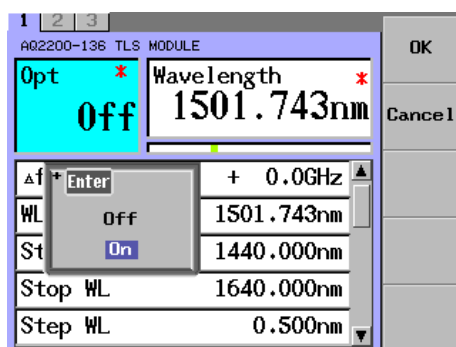 1 2 3
AQ2200-136 TLS MODULE
OK
Opt *
Wavelength *
Off
1501.743nm
Cancel
Δf* + 0.0GHz
Enter
WL 1501.743nm
Off
St 1440.000nm
On
Stop WL 1640.000nm
Step WL 0.500nm